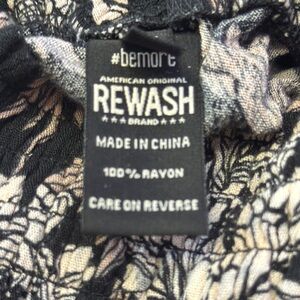 #bemore
AMERICAN ORIGINAL
REWASH
BRAND
MADE IN CHINA
100% RAYON
CARE ON REVERSE